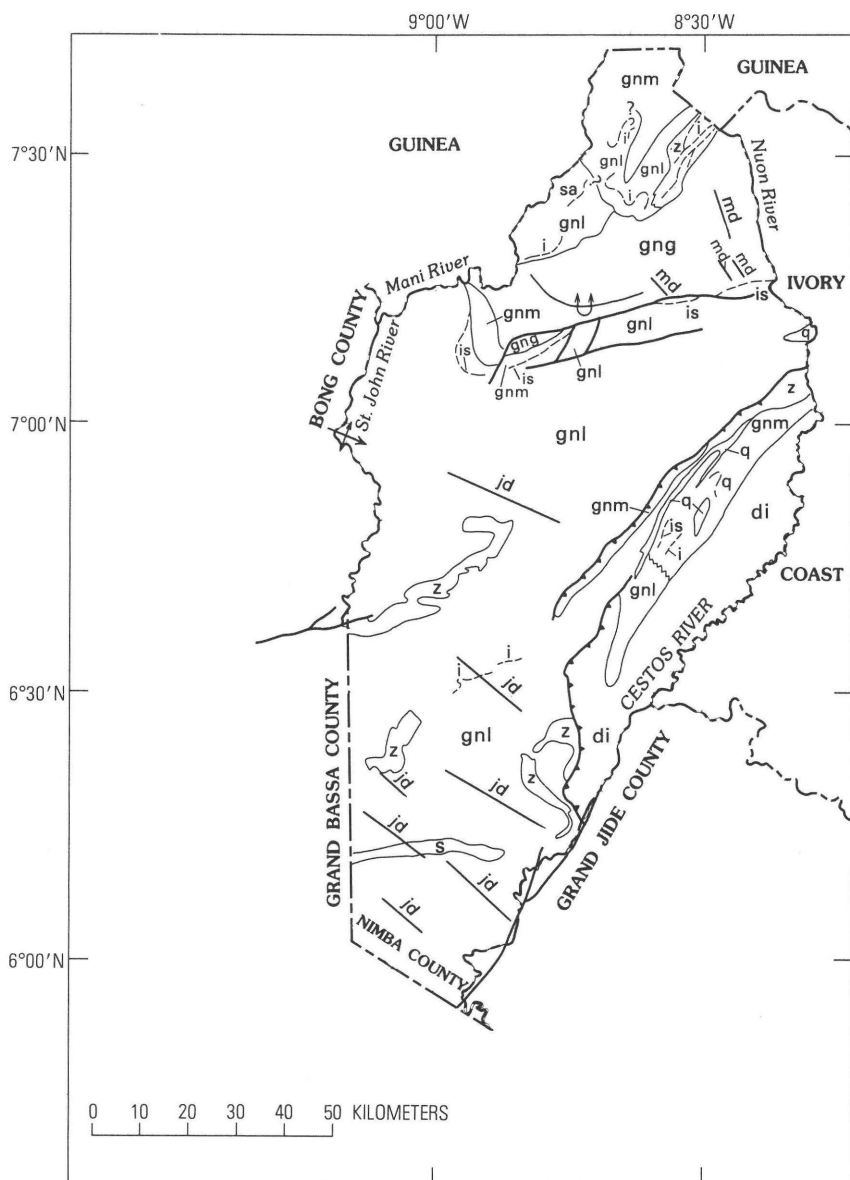 9°00'W
8°30'W
GUINEA
gnm
GUINEA
?
7°30'N
i
i
z
gnl
gnl
Nuon River
sa
i
md
gnl
i
gng
md
md
md
Mani River
IVORY
is
is
gnm
gnl
q
gng
is
is
gnm
gnl
BONG COUNTY
St. John River
z
7°00'N
gnm
gnl
q
q
jd
gnm
q
is
di
i
COAST
gnl
z
CESTOS RIVER
i
i
6°30'N
jd
z
gnl
z
di
z
jd
jd
GRAND BASSA COUNTY
GRAND JIDE COUNTY
jd
s
jd
jd
NIMBA COUNTY
6°00'N
0 10 20 30 40 50 KILOMETERS